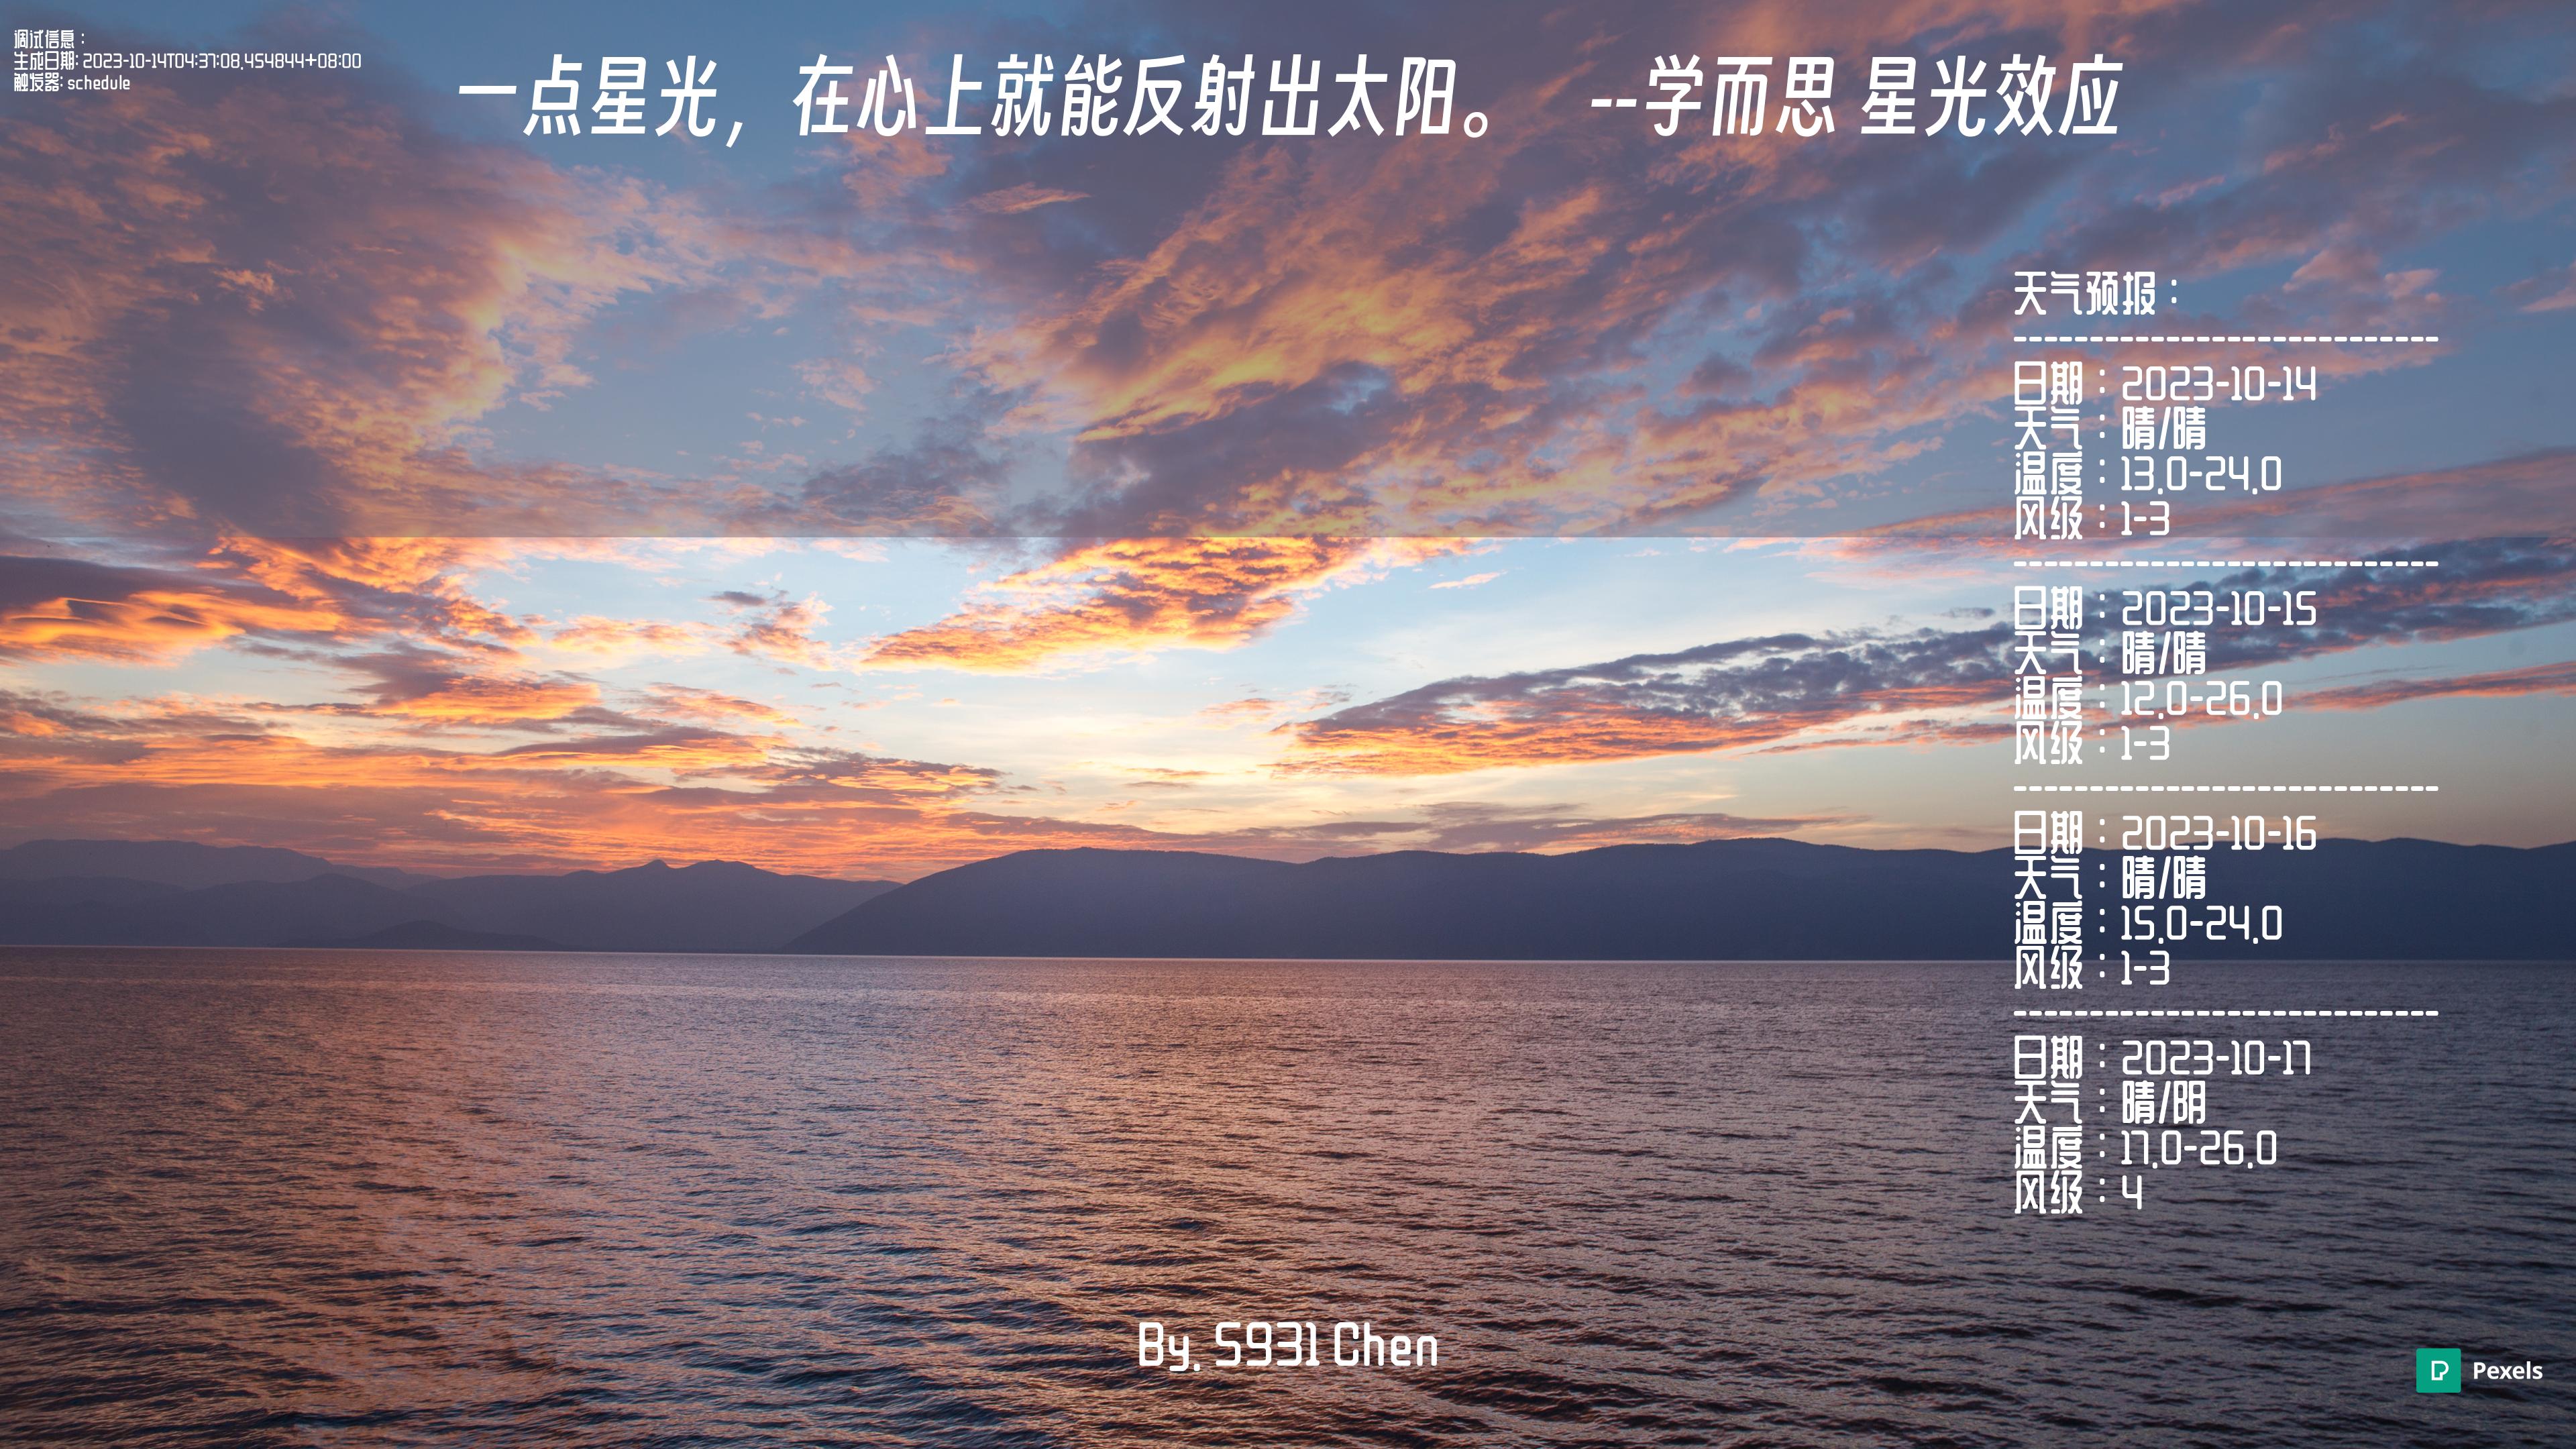 调试信息：
生成日期: 2023-10-14T04:37:08.454844+08:00
触发器: schedule
一点星光，在心上就能反射出太阳。 --学而思 星光效应
天气预报：
----------------------------
日期：2023-10-14
天气：晴/晴
温度：13.0-24.0
风级：1-3
----------------------------
日期：2023-10-15
天气：晴/晴
温度：12.0-26.0
风级：1-3
----------------------------
日期：2023-10-16
天气：晴/晴
温度：15.0-24.0
风级：1-3
----------------------------
日期：2023-10-17
天气：晴/阴
温度：17.0-26.0
风级：4
By. 5931 Chen
Pexels